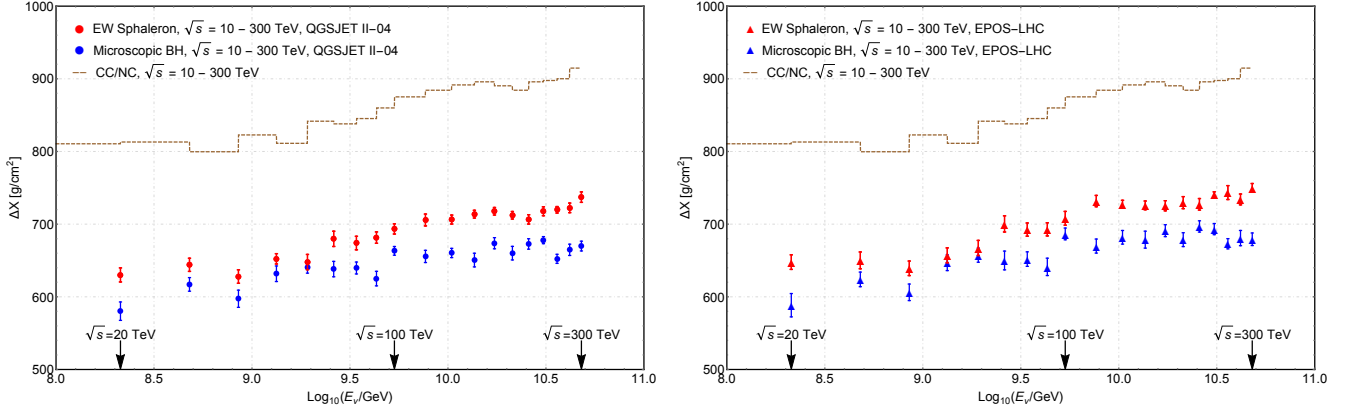 EW Sphaleron, √s = 10 – 300 TeV, QGSJET II–04
Microscopic BH, √s = 10 – 300 TeV, QGSJET II–04
CC/NC, √s = 10 – 300 TeV
1000
900
800
700
600
500
ΔX [g/cm²]
√s=20 TeV
√s=100 TeV
√s=300 TeV
8.0 8.5 9.0 9.5 10.0 10.5 11.0
Log₁₀(Eᵥ/GeV)
EW Sphaleron, √s = 10 – 300 TeV, EPOS–LHC
Microscopic BH, √s = 10 – 300 TeV, EPOS–LHC
CC/NC, √s = 10 – 300 TeV
1000
900
800
700
600
500
ΔX [g/cm²]
√s=20 TeV
√s=100 TeV
√s=300 TeV
8.0 8.5 9.0 9.5 10.0 10.5 11.0
Log₁₀(Eᵥ/GeV)